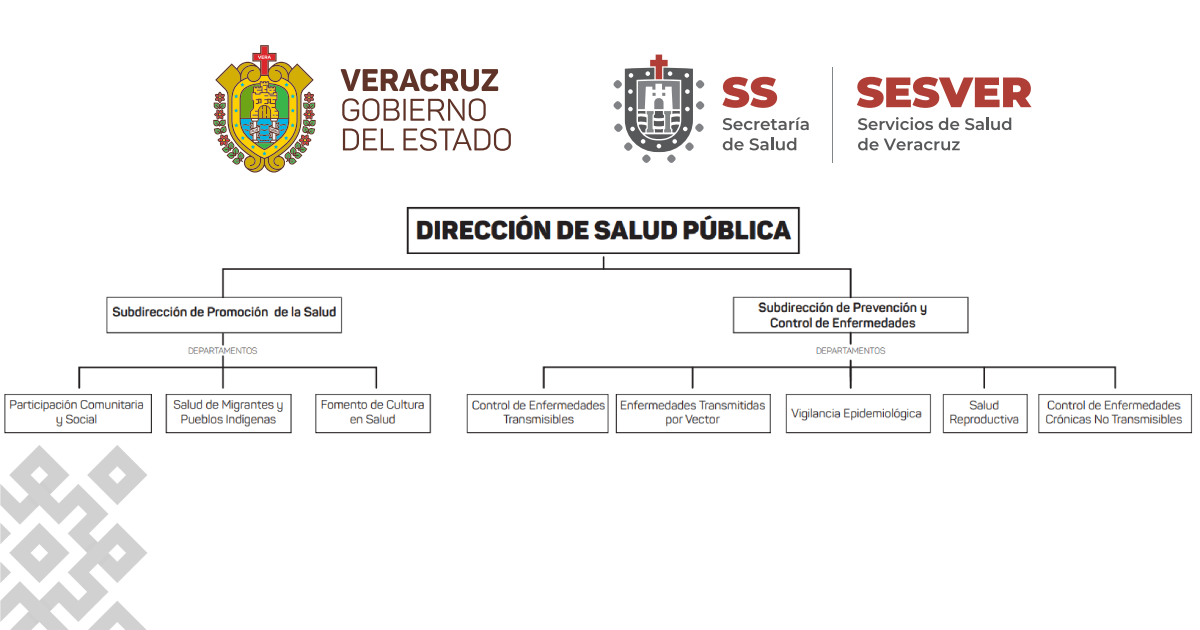 VERA
VERACRUZ
GOBIERNO
DEL ESTADO
SS
Secretaría
de Salud
SESVER
Servicios de Salud
de Veracruz
DIRECCIÓN DE SALUD PÚBLICA
Subdirección de Promoción de la Salud
DEPARTAMENTOS
Participación Comunitaria
y Social
Salud de Migrantes y
Pueblos Indígenas
Fomento de Cultura
en Salud
Subdirección de Prevención y
Control de Enfermedades
DEPARTAMENTOS
Control de Enfermedades
Transmisibles
Enfermedades Transmitidas
por Vector
Vigilancia Epidemiológica
Salud
Reproductiva
Control de Enfermedades
Crónicas No Transmisibles